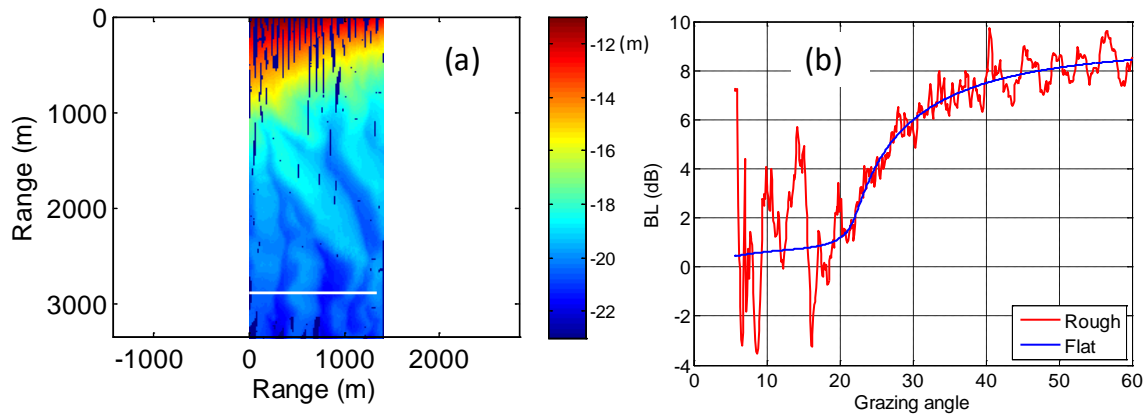 (a)
0
1000
2000
3000
Range (m)
-1000 0 1000 2000
Range (m)
-12 (m)
-14
-16
-18
-20
-22
(b)
10
8
6
4
2
0
-2
-4
BL (dB)
0 10 20 30 40 50 60
Grazing angle
Rough
Flat